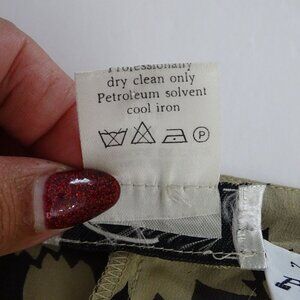 Professionally
dry clean only
Petroleum solvent
cool iron
P